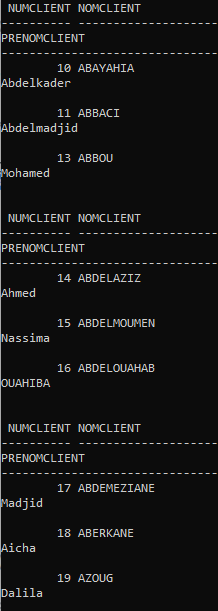 NUMCLIENT NOMCLIENT
---------- --------------------
PRENOMCLIENT
------------------------------
10 ABAYAHIA
Abdelkader
11 ABBACI
Abdelmadjid
13 ABBOU
Mohamed
NUMCLIENT NOMCLIENT
---------- --------------------
PRENOMCLIENT
------------------------------
14 ABDELAZIZ
Ahmed
15 ABDELMOUMEN
Nassima
16 ABDELOUAHAB
OUAHIBA
NUMCLIENT NOMCLIENT
---------- --------------------
PRENOMCLIENT
------------------------------
17 ABDEMEZIANE
Madjid
18 ABERKANE
Aicha
19 AZOUG
Dalila